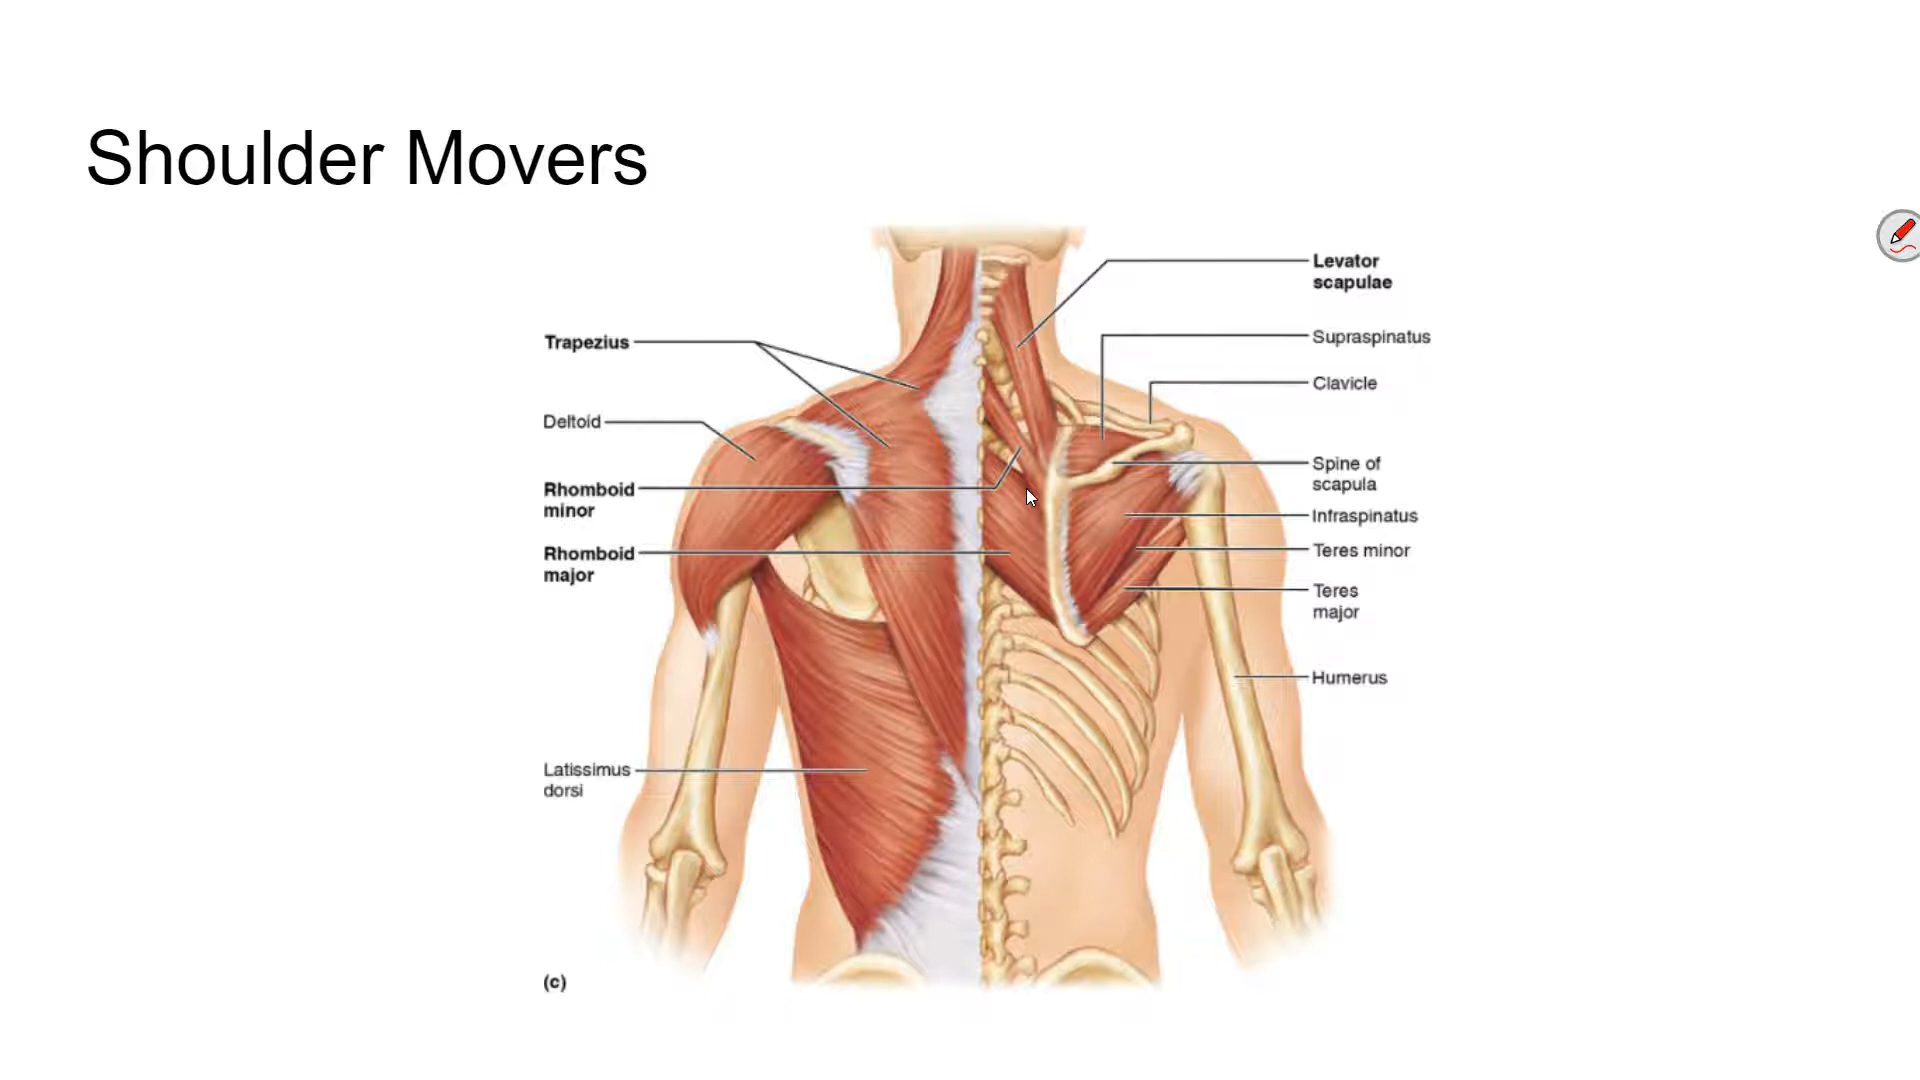 Shoulder Movers
Levator
scapulae
Supraspinatus
Trapezius
Clavicle
Deltoid
Spine of
scapula
Rhomboid
minor
Infraspinatus
Teres minor
Rhomboid
major
Teres
major
Humerus
Latissimus
dorsi
(c)